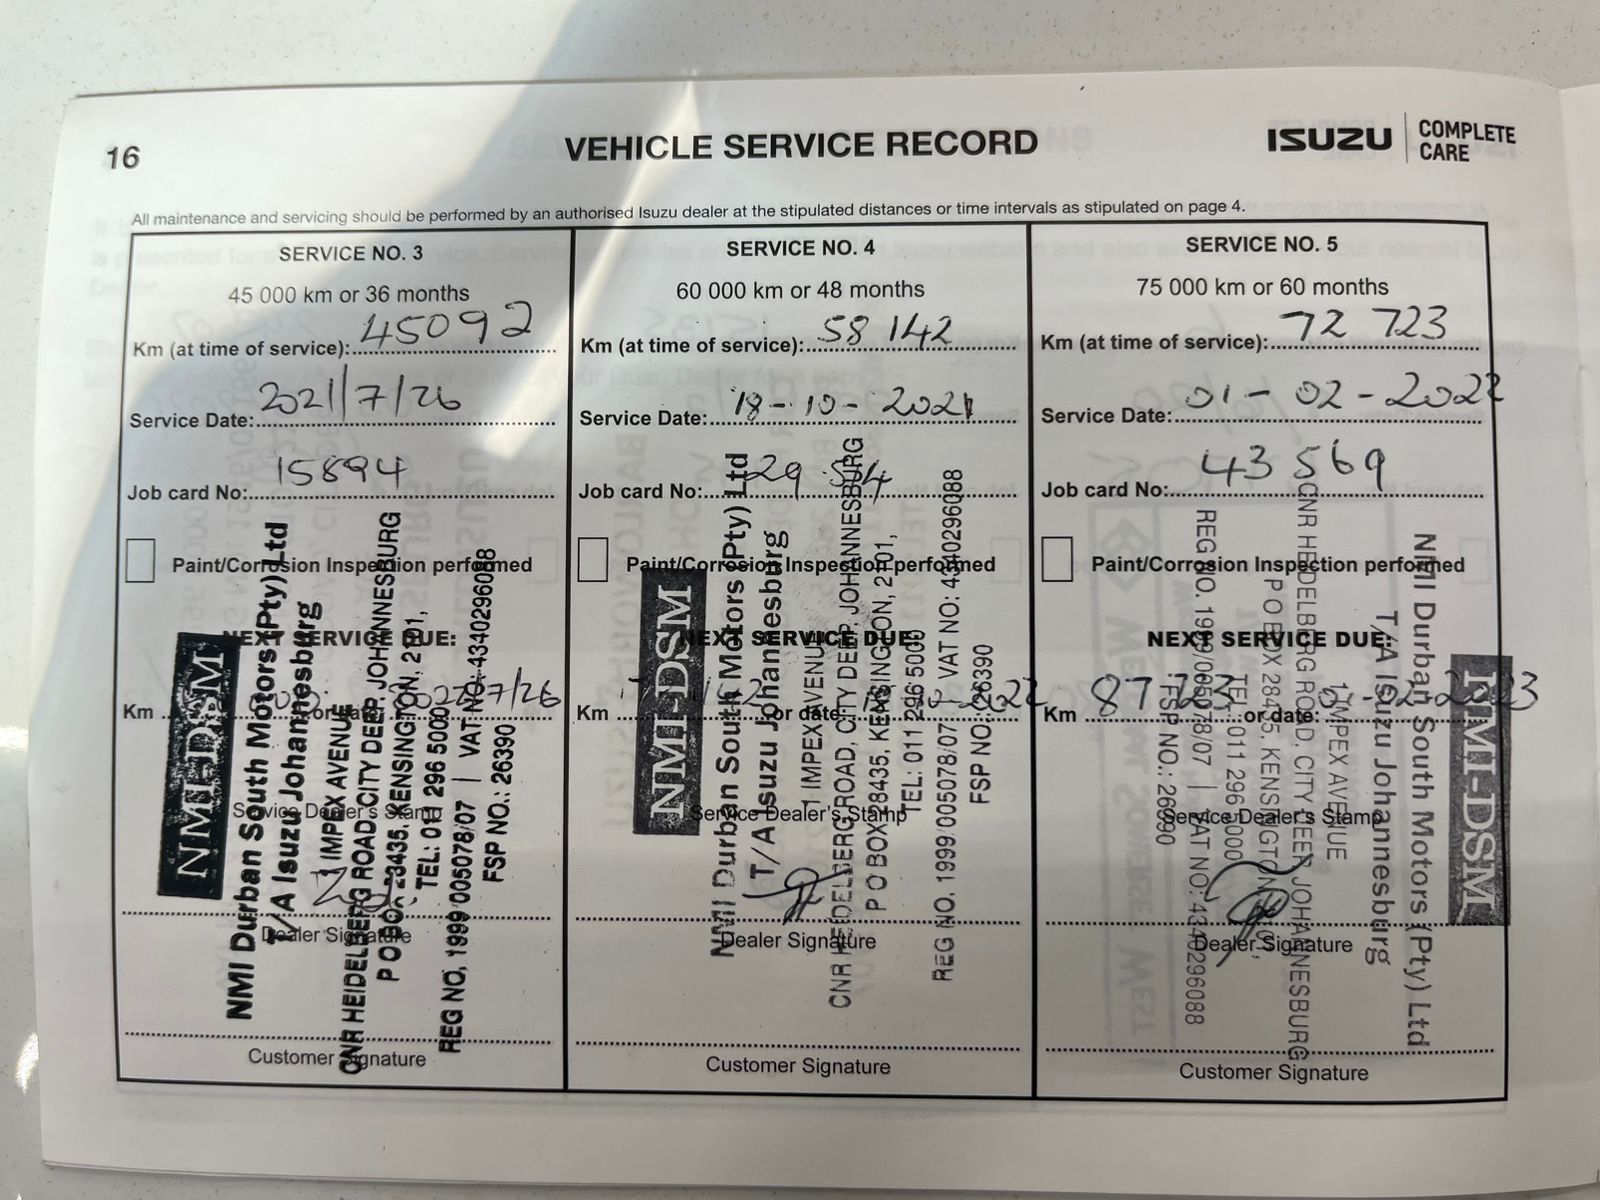 16
VEHICLE SERVICE RECORD
ISUZU COMPLETE CARE
All maintenance and servicing should be performed by an authorised Isuzu dealer at the stipulated distances or time intervals as stipulated on page 4.
SERVICE NO. 3
45 000 km or 36 months
Km (at time of service): 45092
Service Date: 2021/7/26
Job card No: 15894
Paint/Corrosion Inspection performed
NEXT SERVICE DUE:
Km or date:
Service Dealer's Stamp
NMI-DSM
NMI Durban South Motors (Pty) Ltd
T/A Isuzu Johannesburg
1 IMPEX AVENUE
CNR HEIDELBERG ROAD, CITY DEEP, JOHANNESBURG
P O BOX 28435, KENSINGTON, 2101,
TEL: 011 296 5000
REG NO. 1999/005078/07 | VAT NO: 4340296088
FSP NO.: 26390
Dealer Signature
Customer Signature
SERVICE NO. 4
60 000 km or 48 months
Km (at time of service): 58 142
Service Date: 18-10-2021
Job card No: 29 514
Paint/Corrosion Inspection performed
NEXT SERVICE DUE:
Km or date:
Service Dealer's Stamp
NMI-DSM
NMI Durban South Motors (Pty) Ltd
T/A Isuzu Johannesburg
1 IMPEX AVENUE
CNR HEIDELBERG ROAD, CITY DEEP, JOHANNESBURG
P O BOX 28435, KENSINGTON, 2101,
TEL: 011 296 5000
REG NO. 1999/005078/07 VAT NO: 4340296088
FSP NO.: 26390
Dealer Signature
Customer Signature
SERVICE NO. 5
75 000 km or 60 months
Km (at time of service): 72 723
Service Date: 01-02-2022
Job card No: 43 569
Paint/Corrosion Inspection performed
NEXT SERVICE DUE:
Km 87723 or date:
Service Dealer's Stamp
NMI-DSM
NMI Durban South Motors (Pty) Ltd
T/A Isuzu Johannesburg
1 IMPEX AVENUE
CNR HEIDELBERG ROAD, CITY DEEP, JOHANNESBURG
P O BOX 28435, KENSINGTON, 2101,
TEL: 011 296 5000
REG NO. 1999/005078/07 | VAT NO: 4340296088
FSP NO.: 26390
Dealer Signature
Customer Signature